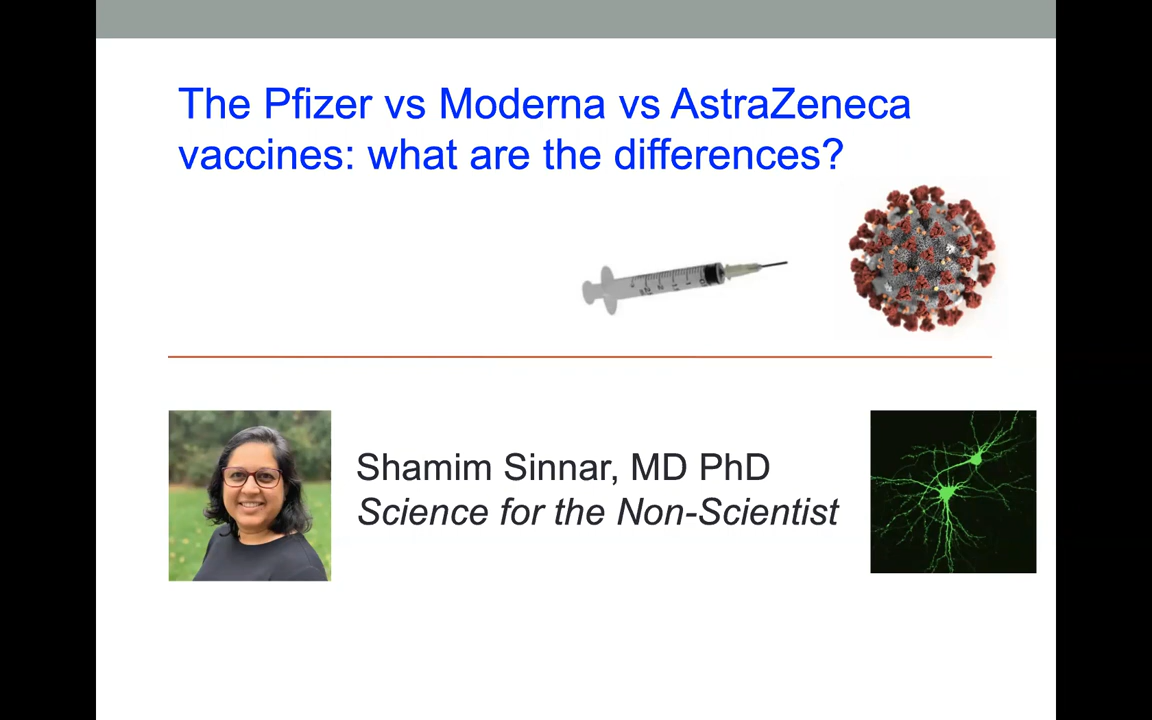 The Pfizer vs Moderna vs AstraZeneca
vaccines: what are the differences?
Shamim Sinnar, MD PhD
Science for the Non-Scientist